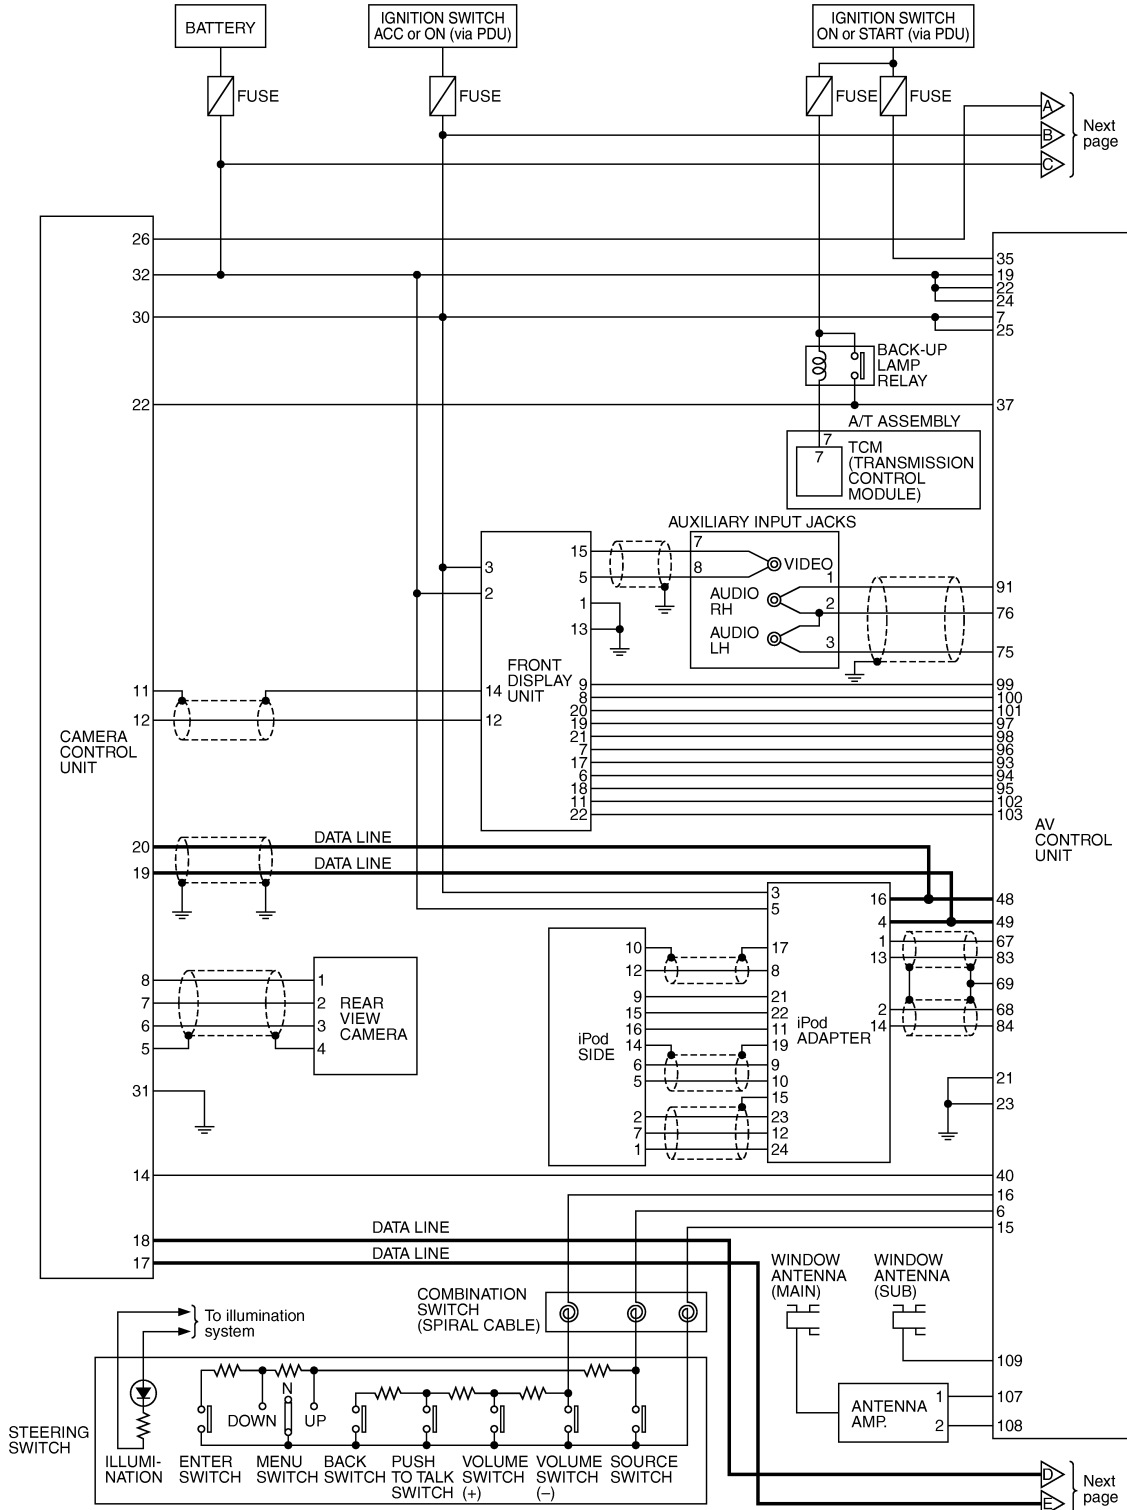 BATTERY
IGNITION SWITCH
ACC or ON (via PDU)
IGNITION SWITCH
ON or START (via PDU)
FUSE
FUSE
FUSE
FUSE
A
B
C
Next
page
26
32
30
22
35
19
22
24
7
25
37
BACK-UP
LAMP
RELAY
A/T ASSEMBLY
7
7
TCM
(TRANSMISSION
CONTROL
MODULE)
AUXILIARY INPUT JACKS
15
5
1
13
3
2
7
8
VIDEO
1
AUDIO
RH
2
AUDIO
LH
3
91
76
75
FRONT
DISPLAY
UNIT
11
12
14
12
9
8
20
19
21
7
17
6
18
11
22
99
100
101
97
98
96
93
94
95
102
103
CAMERA
CONTROL
UNIT
AV
CONTROL
UNIT
20
DATA LINE
19
DATA LINE
3
5
16
4
1
13
2
14
48
49
67
83
69
68
84
iPod
ADAPTER
10
12
9
15
16
14
6
5
2
7
1
iPod
SIDE
17
8
21
22
11
19
9
10
15
23
12
24
8
7
6
5
1
2
3
4
REAR
VIEW
CAMERA
31
21
23
14
40
16
6
15
18
DATA LINE
17
DATA LINE
WINDOW
ANTENNA
(MAIN)
WINDOW
ANTENNA
(SUB)
COMBINATION
SWITCH
(SPIRAL CABLE)
To illumination
system
109
107
108
ANTENNA
AMP.
1
2
STEERING
SWITCH
N
DOWN
UP
ILLUMI-
NATION
ENTER
SWITCH
MENU
SWITCH
BACK
SWITCH
PUSH
TO TALK
SWITCH
VOLUME
SWITCH
(+)
VOLUME
SWITCH
(–)
SOURCE
SWITCH
D
E
Next
page